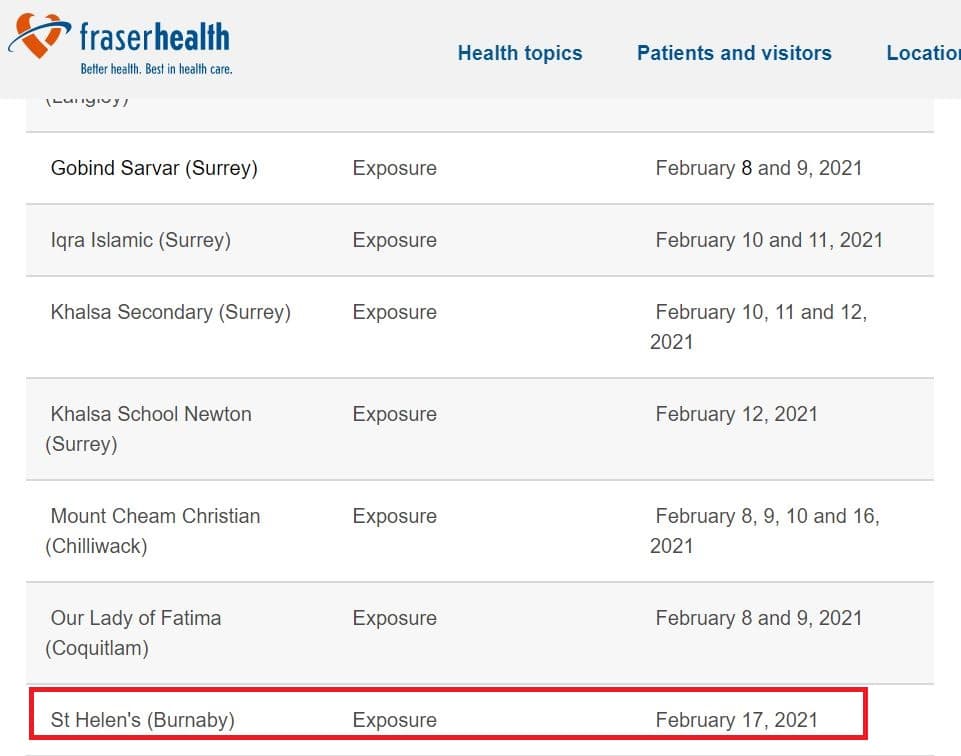 fraserhealth
Better health. Best in health care.
Health topics
Patients and visitors
(Langley)
Gobind Sarvar (Surrey)
Exposure
February 8 and 9, 2021
Iqra Islamic (Surrey)
Exposure
February 10 and 11, 2021
Khalsa Secondary (Surrey)
Exposure
February 10, 11 and 12,
2021
Khalsa School Newton
(Surrey)
Exposure
February 12, 2021
Mount Cheam Christian
(Chilliwack)
Exposure
February 8, 9, 10 and 16,
2021
Our Lady of Fatima
(Coquitlam)
Exposure
February 8 and 9, 2021
St Helen's (Burnaby)
Exposure
February 17, 2021